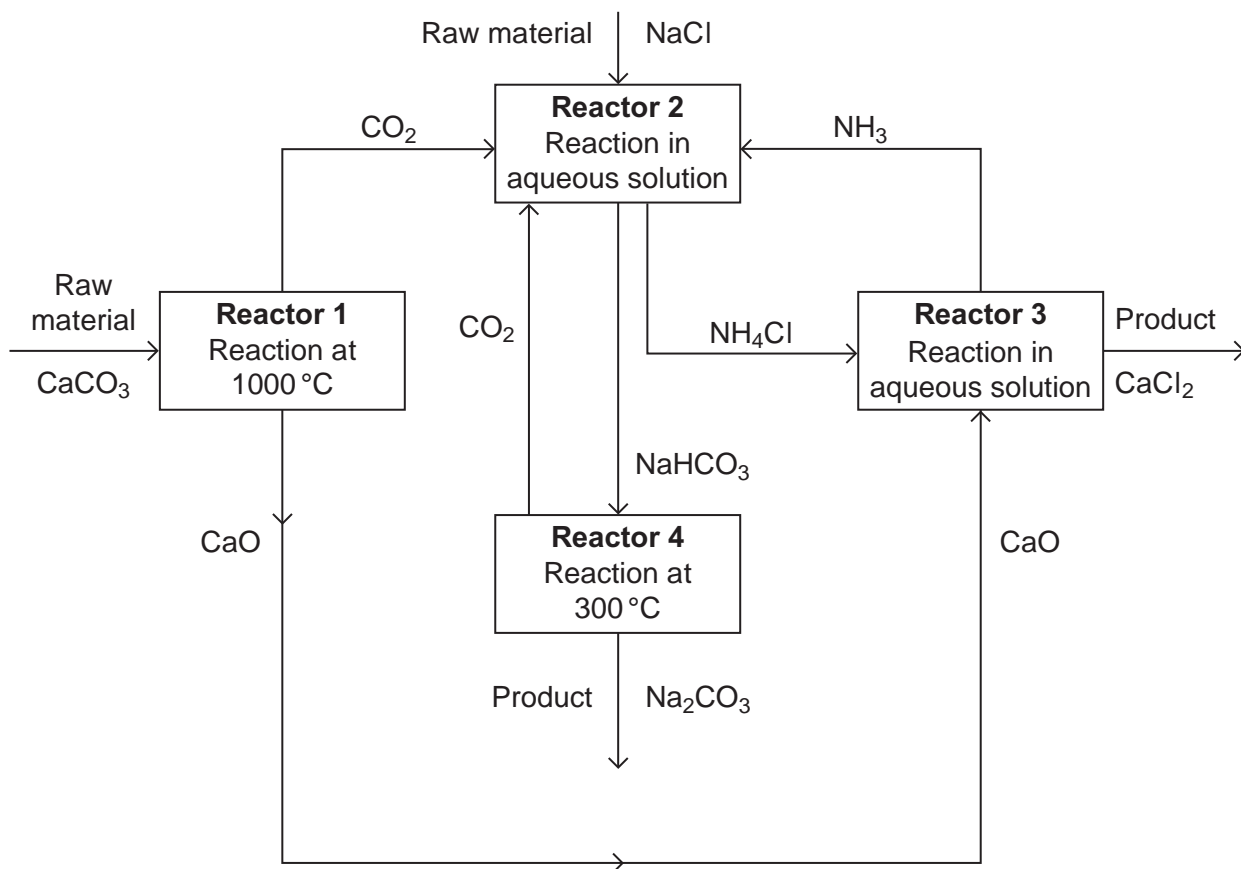 Raw material NaCl
Reactor 2
Reaction in
aqueous solution
CO₂
NH₃
Raw
material
CaCO₃
Reactor 1
Reaction at
1000 °C
CO₂
NH₄Cl
Reactor 3
Reaction in
aqueous solution
Product
CaCl₂
NaHCO₃
CaO
Reactor 4
Reaction at
300 °C
CaO
Product Na₂CO₃